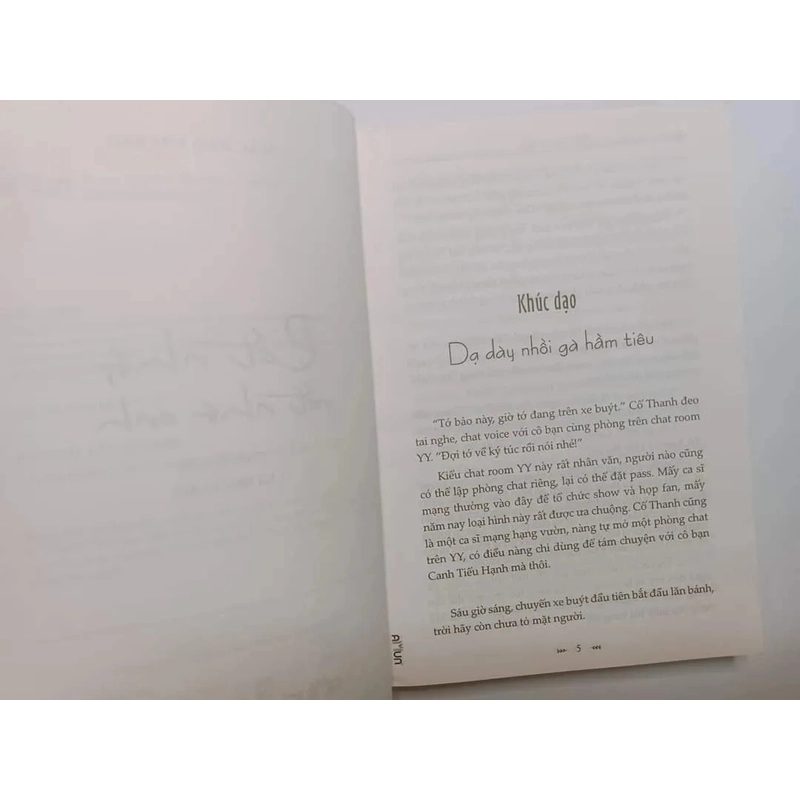 Khúc dạo
Dạ dày nhồi gà hầm tiêu
“Tớ bảo này, giờ tớ đang trên xe buýt.” Cố Thanh đeo
tai nghe, chat voice với cô bạn cùng phòng trên chat room
YY. “Đợi tớ về ký túc rồi nói nhé!”
Kiểu chat room YY này rất nhân văn, người nào cũng
có thể lập phòng chat riêng, lại có thể đặt pass. Mấy ca sĩ
mạng thường vào đây để tổ chức show và họp fan, mấy
năm nay loại hình này rất được ưa chuộng. Cố Thanh cũng
là một ca sĩ mạng hạng vườn, nàng tự mở một phòng chat
trên YY, có điều nàng chỉ dùng để tám chuyện với cô bạn
Canh Tiếu Hạnh mà thôi.
Sáu giờ sáng, chuyến xe buýt đầu tiên bắt đầu lăn bánh,
trời hãy còn chưa tỏ mặt người.
5